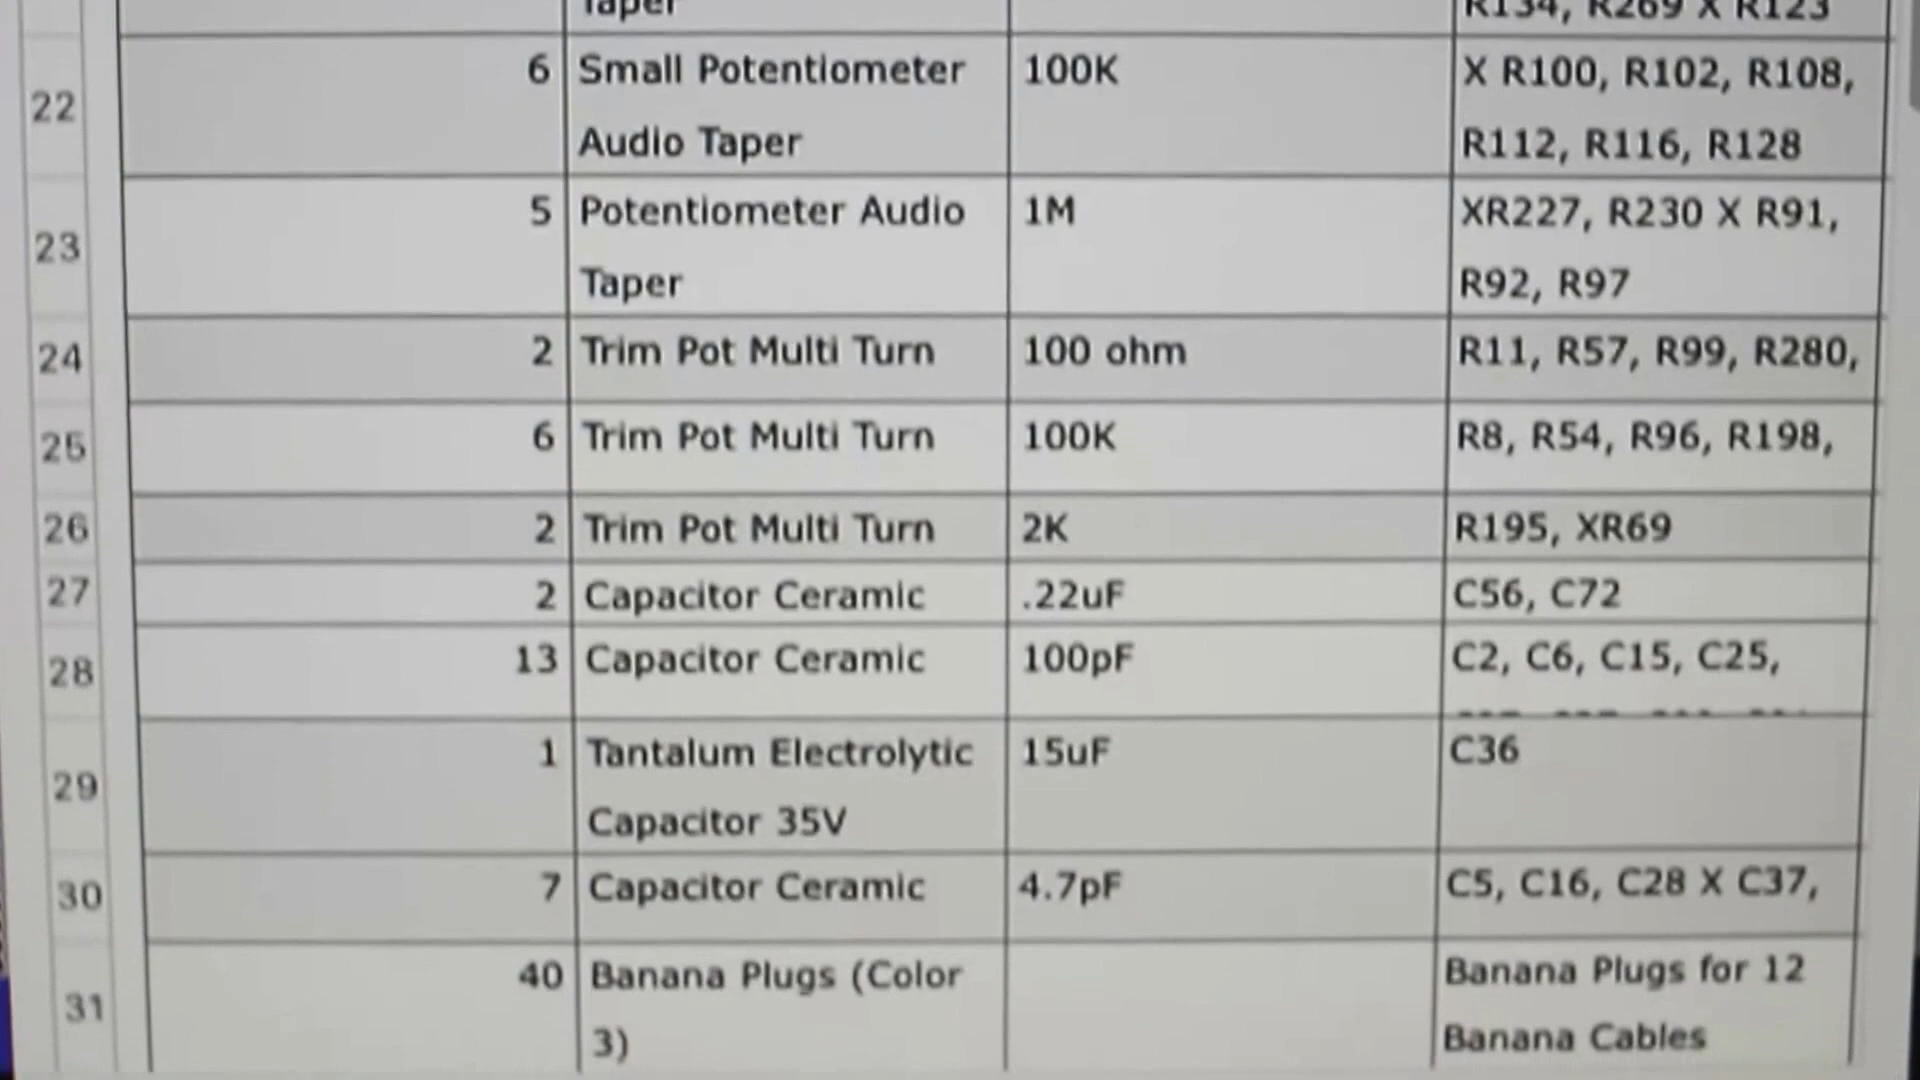 Taper R134, R269 X R123
22 6 Small Potentiometer 100K X R100, R102, R108,
Audio Taper R112, R116, R128
23 5 Potentiometer Audio 1M XR227, R230 X R91,
Taper R92, R97
24 2 Trim Pot Multi Turn 100 ohm R11, R57, R99, R280,
25 6 Trim Pot Multi Turn 100K R8, R54, R96, R198,
26 2 Trim Pot Multi Turn 2K R195, XR69
27 2 Capacitor Ceramic .22uF C56, C72
28 13 Capacitor Ceramic 100pF C2, C6, C15, C25,
29 1 Tantalum Electrolytic 15uF C36
Capacitor 35V
30 7 Capacitor Ceramic 4.7pF C5, C16, C28 X C37,
31 40 Banana Plugs (Color Banana Plugs for 12
3) Banana Cables